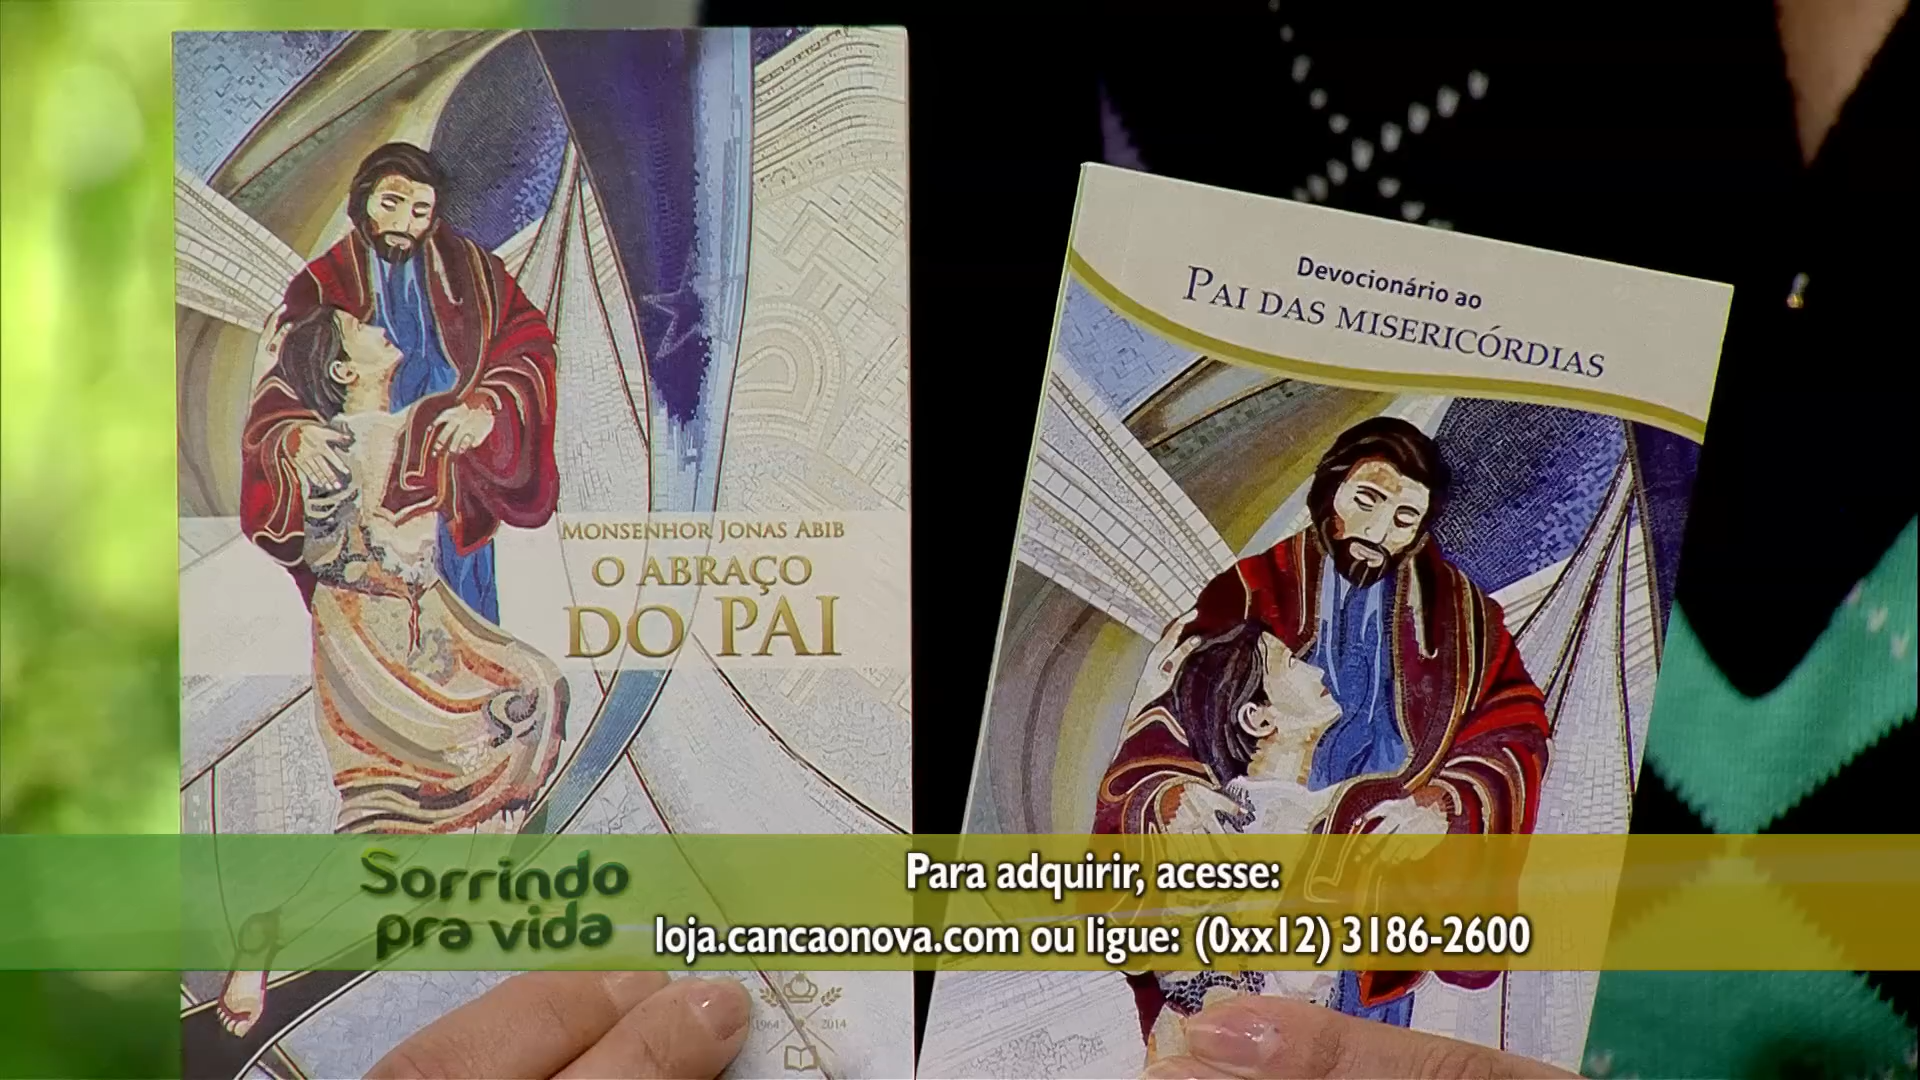 MONSENHOR JONAS ABIB
O ABRAÇO
DO PAI
1964 2014
Devocionário ao
PAI DAS MISERICÓRDIAS
Sorrindo
pra vida
Para adquirir, acesse:
loja.cancaonova.com ou ligue: (0xx12) 3186-2600